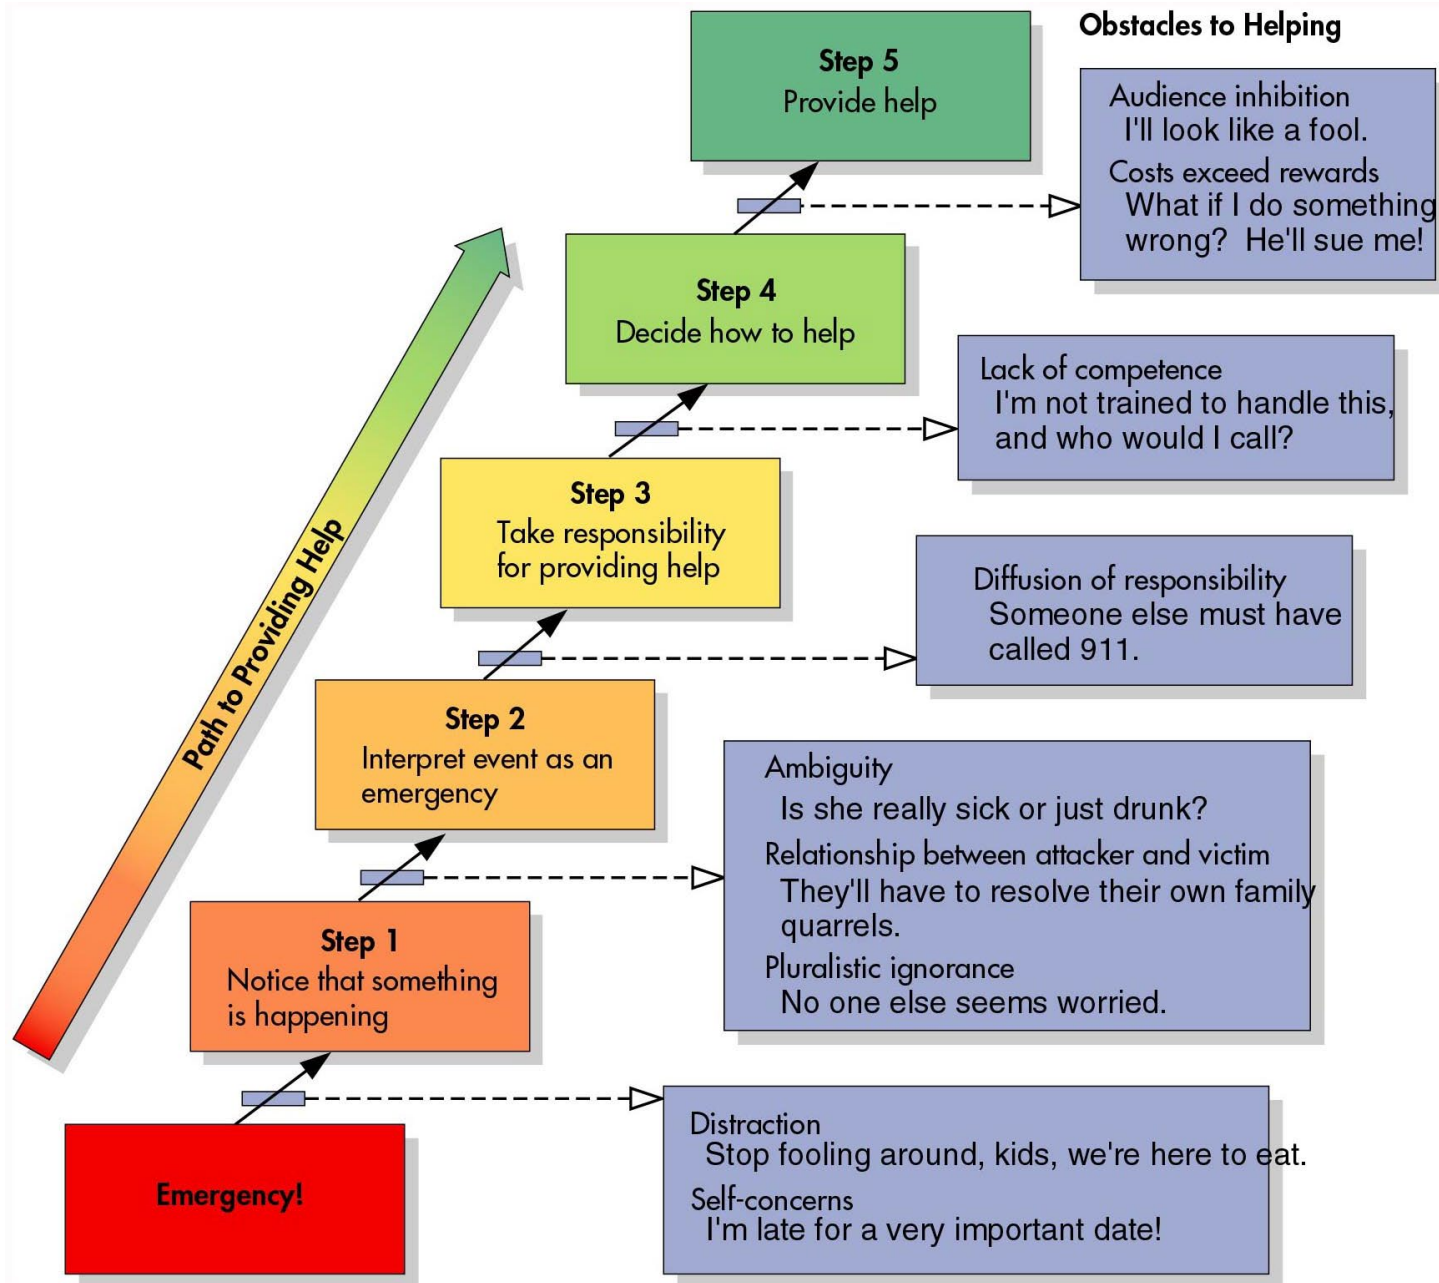 Obstacles to Helping
Step 5
Provide help
Audience inhibition
I'll look like a fool.
Costs exceed rewards
What if I do something
wrong?  He'll sue me!
Step 4
Decide how to help
Lack of competence
I'm not trained to handle this,
and who would I call?
Step 3
Take responsibility
for providing help
Diffusion of responsibility
Someone else must have
called 911.
Path to Providing Help
Step 2
Interpret event as an
emergency
Ambiguity
Is she really sick or just drunk?
Relationship between attacker and victim
They'll have to resolve their own family
quarrels.
Pluralistic ignorance
No one else seems worried.
Step 1
Notice that something
is happening
Distraction
Stop fooling around, kids, we're here to eat.
Self-concerns
I'm late for a very important date!
Emergency!